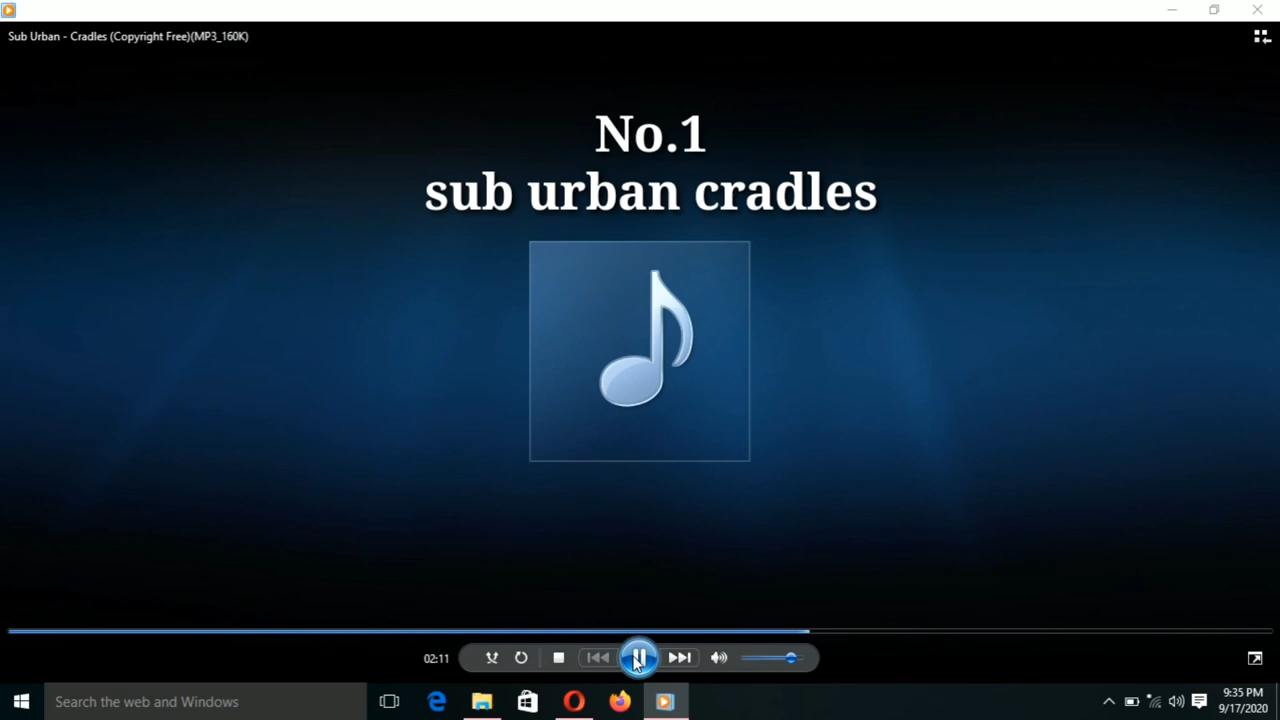 Sub Urban - Cradles (Copyright Free)(MP3_160K)
No.1
sub urban cradles
02:11
Search the web and Windows
9:35 PM
9/17/2020